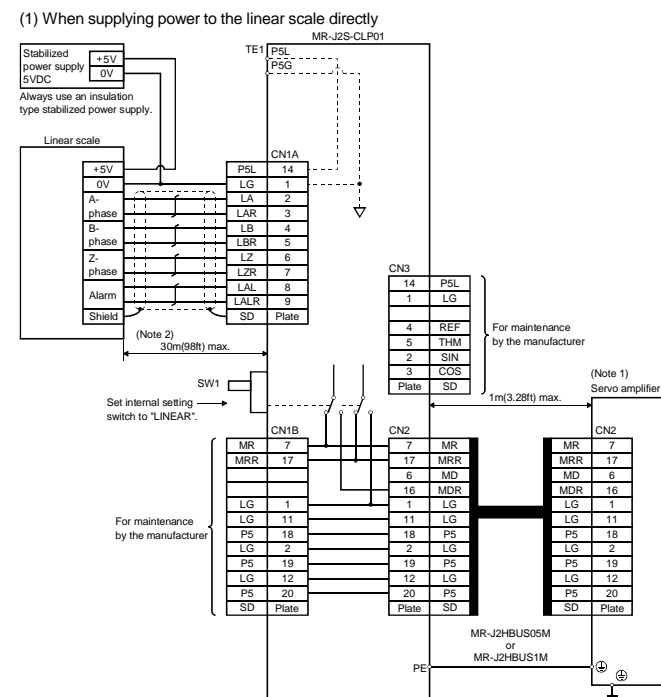 (1) When supplying power to the linear scale directly
MR-J2S-CLP01
Stabilized
power supply
5VDC
+5V
0V
TE1
P5L
P5G
Always use an insulation
type stabilized power supply.
Linear scale
CN1A
+5V P5L 14
0V LG 1
A-
phase
LA 2
LAR 3
B-
phase
LB 4
LBR 5
Z-
phase
LZ 6
LZR 7
Alarm
LAL 8
LALR 9
Shield SD Plate
(Note 2)
30m(98ft) max.
CN3
14 P5L
1 LG
4 REF
5 THM
2 SIN
3 COS
Plate SD
For maintenance
by the manufacturer
SW1
Set internal setting
switch to "LINEAR".
1m(3.28ft) max.
(Note 1)
Servo amplifier
CN1B CN2 CN2
MR 7 7 MR MR 7
MRR 17 17 MRR MRR 17
6 MD MD 6
16 MDR MDR 16
LG 1 1 LG LG 1
LG 11 11 LG LG 11
P5 18 18 P5 P5 18
LG 2 2 LG LG 2
P5 19 19 P5 P5 19
LG 12 12 LG LG 12
P5 20 20 P5 P5 20
SD Plate Plate SD SD Plate
For maintenance
by the manufacturer
MR-J2HBUS05M
or
MR-J2HBUS1M
PE